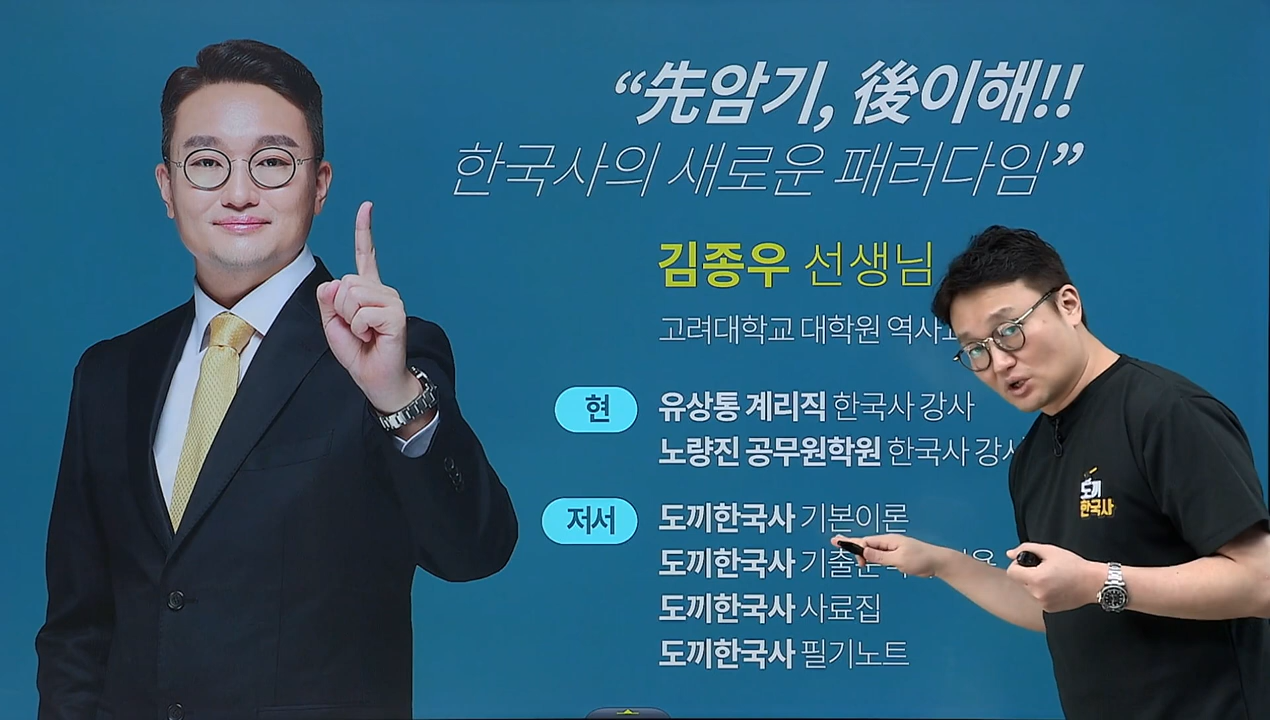 “先암기, 後이해!!
한국사의 새로운 패러다임”
김종우 선생님
고려대학교 대학원 역사
현
유상통 계리직 한국사 강사
노량진 공무원학원 한국사 강사
저서
도끼한국사 기본이론
도끼한국사
도끼한국사 사료집
도끼한국사 필기노트
도끼
한국사